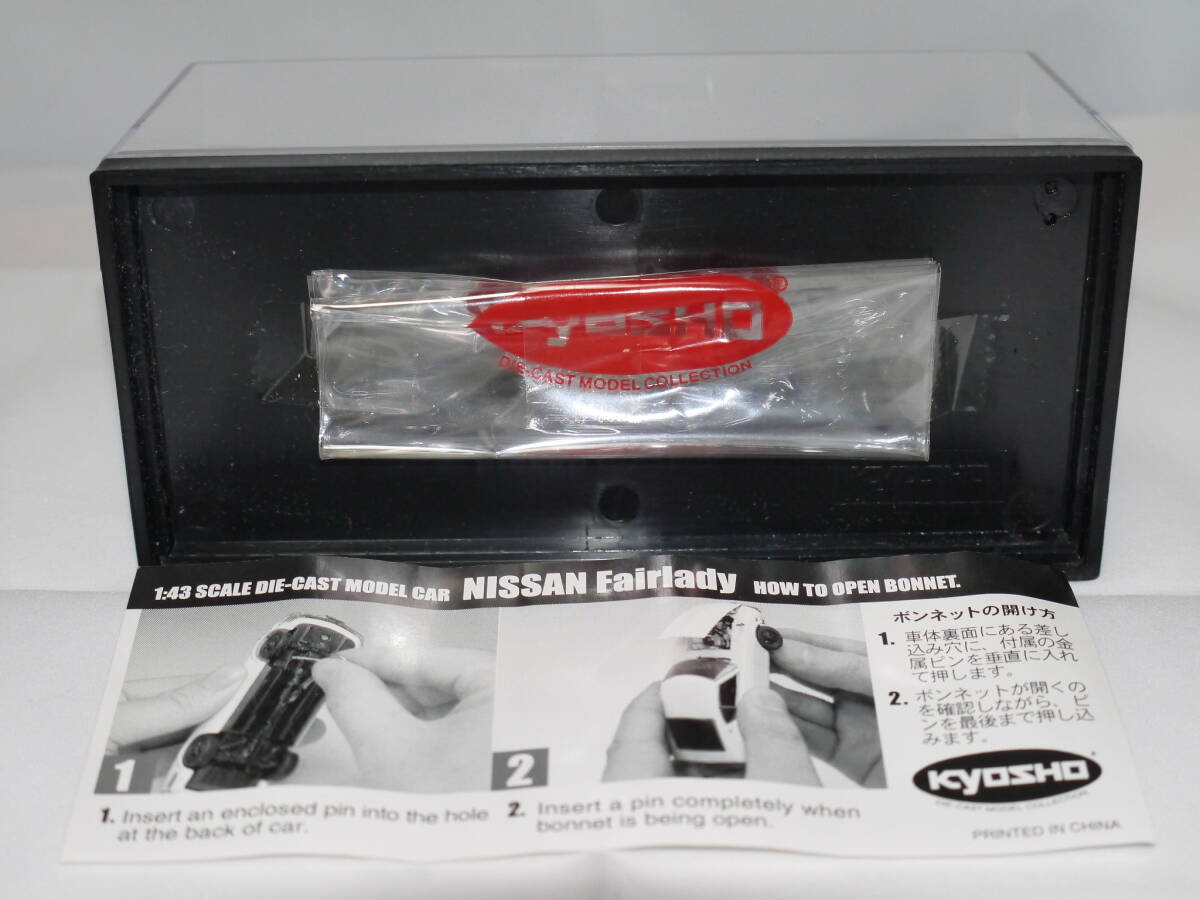 KYOSHO
DIE-CAST MODEL COLLECTION
KYOSHO
1:43 SCALE DIE-CAST MODEL CAR NISSAN Fairlady HOW TO OPEN BONNET.
1
1. Insert an enclosed pin into the hole
at the back of car.
2
2. Insert a pin completely when
bonnet is being open.
ボンネットの開け方
1. 車体裏面にある差し
込み穴に、付属の金
属ピンを垂直に入れ
て押します。
2. ボンネットが開くの
を確認しながら、ピ
ンを最後まで押し込
みます。
KYOSHO
DIE-CAST MODEL COLLECTION
PRINTED IN CHINA